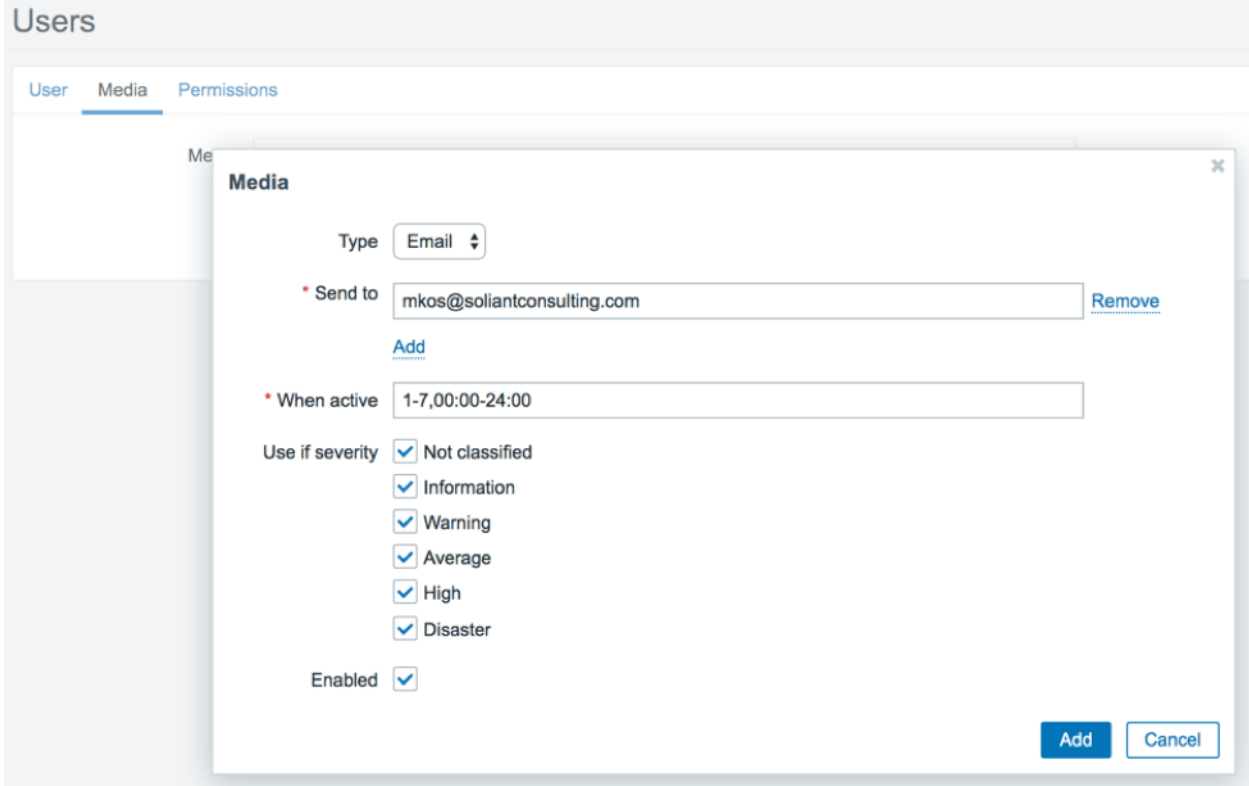 Users
User Media Permissions
Me
Media
Type Email
* Send to mkos@soliantconsulting.com Remove
Add
* When active 1-7,00:00-24:00
Use if severity Not classified
Information
Warning
Average
High
Disaster
Enabled
Add Cancel